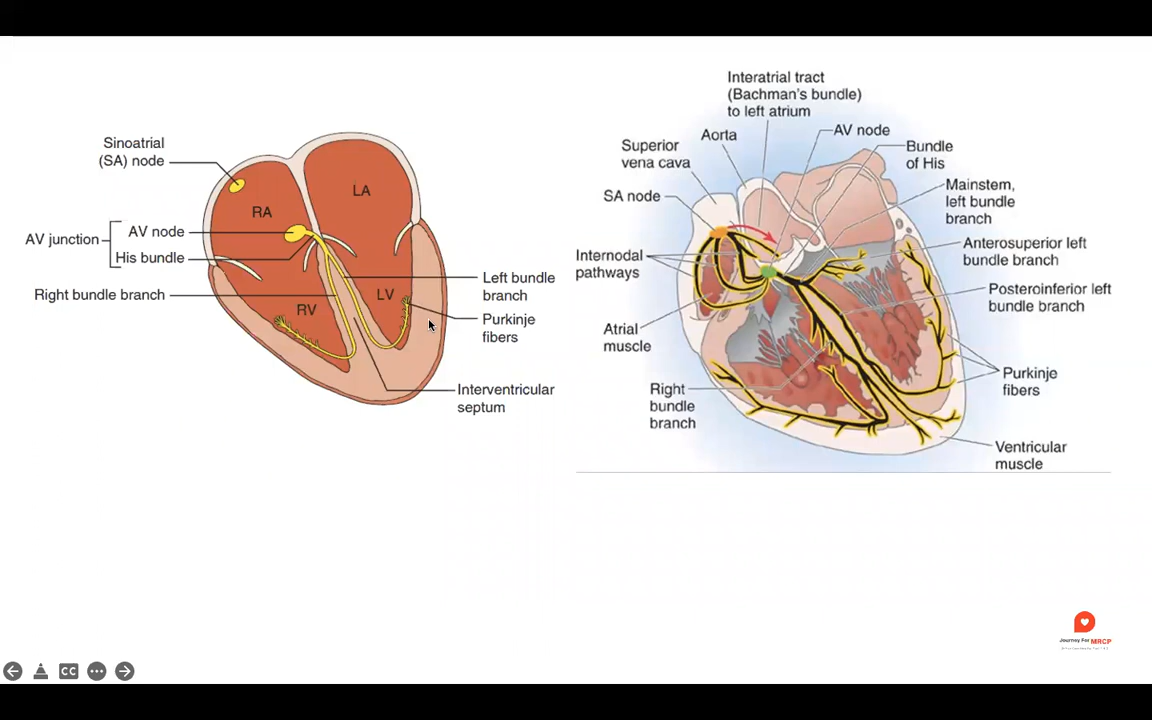 Sinoatrial
(SA) node
LA
RA
AV node
AV junction
His bundle
Right bundle branch
RV
LV
Left bundle
branch
Purkinje
fibers
Interventricular
septum
Interatrial tract
(Bachman's bundle)
to left atrium
Aorta
AV node
Superior
vena cava
Bundle
of His
SA node
Mainstem,
left bundle
branch
Internodal
pathways
Anterosuperior left
bundle branch
Posteroinferior left
bundle branch
Atrial
muscle
Right
bundle
branch
Purkinje
fibers
Ventricular
muscle
Journey For MRCP
CC